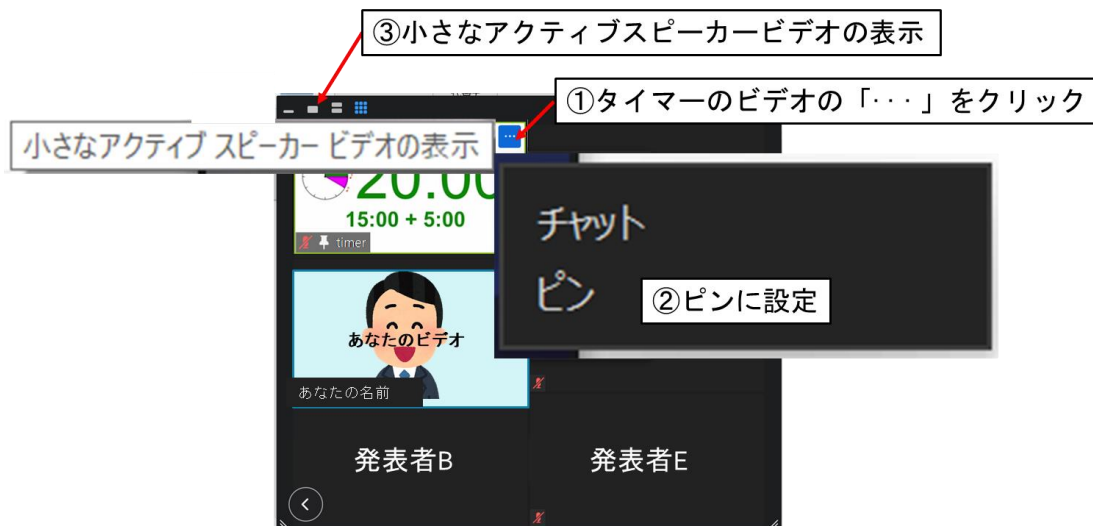 ③小さなアクティブスピーカービデオの表示
①タイマーのビデオの「···」をクリック
小さなアクティブ スピーカー ビデオの表示
20:00
15:00 + 5:00
timer
チャット
ピン
②ピンに設定
あなたのビデオ
あなたの名前
発表者B
発表者E